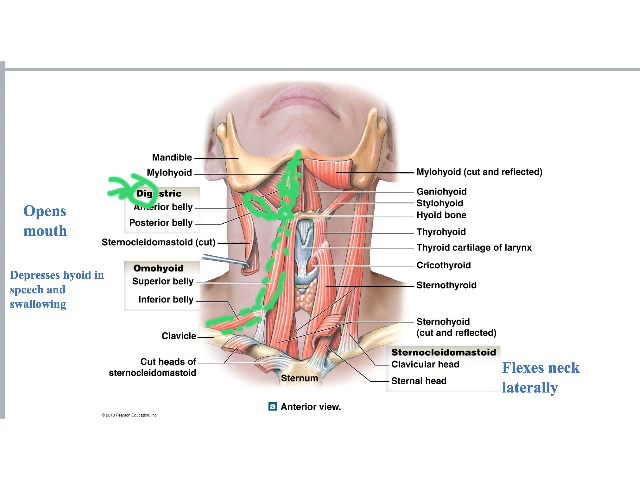 Mandible
Mylohyoid
Digastric
Anterior belly
Posterior belly
Sternocleidomastoid (cut)
Omohyoid
Superior belly
Inferior belly
Clavicle
Cut heads of
sternocleidomastoid
Opens
mouth
Depresses hyoid in
speech and
swallowing
Mylohyoid (cut and reflected)
Geniohyoid
Stylohyoid
Hyoid bone
Thyrohyoid
Thyroid cartilage of larynx
Cricothyroid
Sternothyroid
Sternohyoid
(cut and reflected)
Sternocleidomastoid
Clavicular head
Sternal head
Flexes neck
laterally
Sternum
a Anterior view.
Pearson Education, Inc.